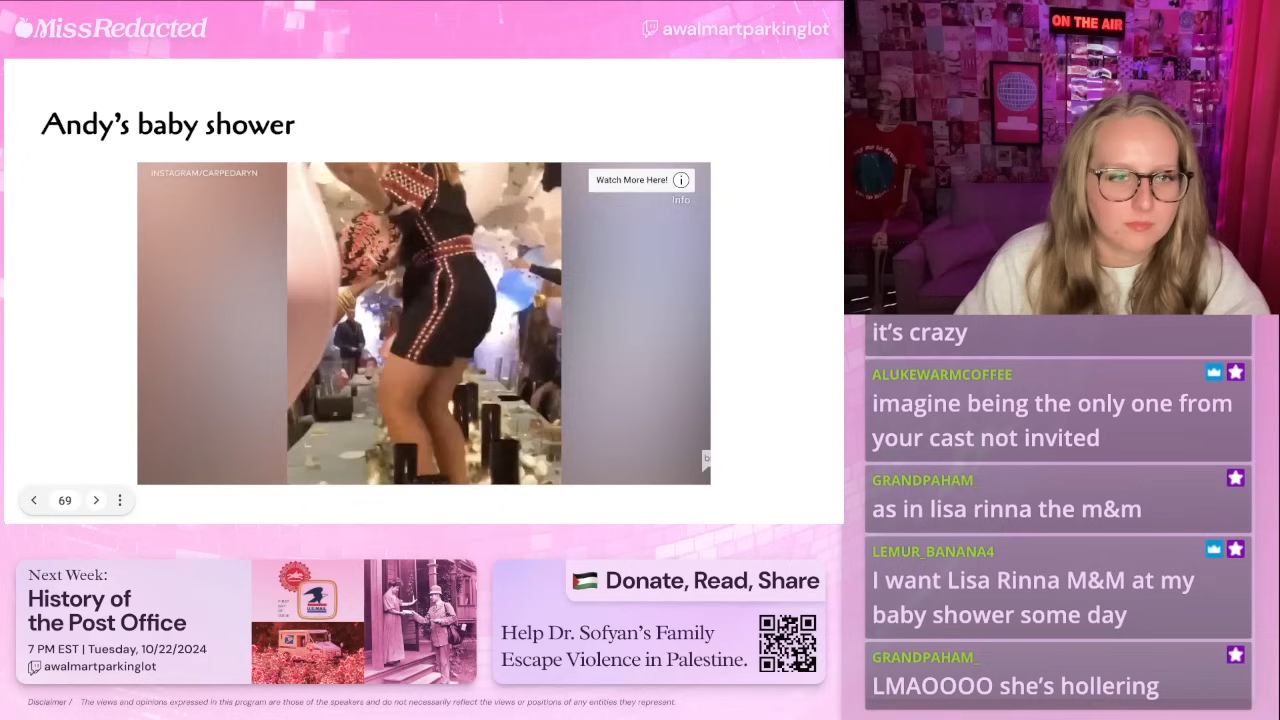 MissRedacted
awalmartparkinglot
ON THE AIR
Andy's baby shower
INSTAGRAM/CARPEDARYN
Watch More Here!
Info
69
it's crazy
ALUKEWARMCOFFEE
imagine being the only one from
your cast not invited
GRANDPAHAM_
as in lisa rinna the m&m
LEMUR_BANANA4
I want Lisa Rinna M&M at my
baby shower some day
GRANDPAHAM_
LMAOOOO she's hollering
Next Week:
History of
the Post Office
7 PM EST | Tuesday, 10/22/2024
awalmartparkinglot
Donate, Read, Share
Help Dr. Sofyan's Family
Escape Violence in Palestine.
Disclaimer / The views and opinions expressed in this program are those of the speakers and do not necessarily reflect the views or positions of any entities they represent.